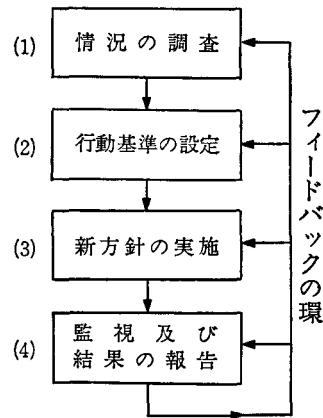 (1) 情況の調査
(2) 行動基準の設定
(3) 新方針の実施
(4) 監視及び
結果の報告
フィードバックの環